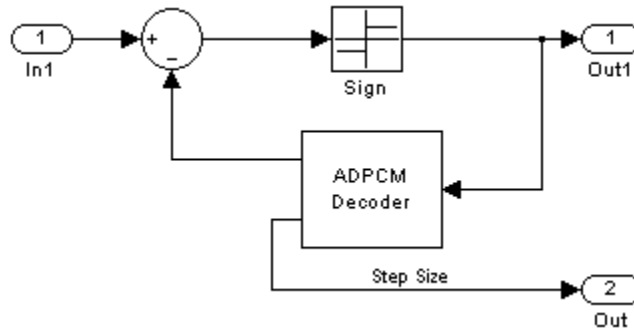 1
In1
+
−
Sign
1
Out1
ADPCM
Decoder
Step Size
2
Out